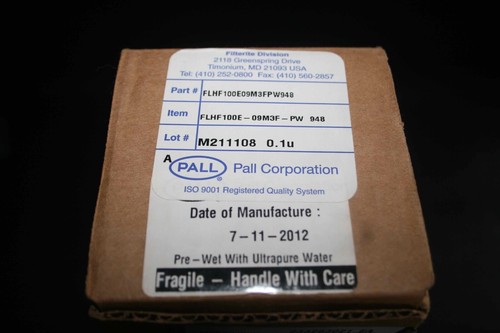 Filterite Division
2118 Greenspring Drive
Timonium, MD 21093 USA
Tel: (410) 252-0800 Fax: (410) 560-2857
Part # FLHF100E09M3FPW948
Item FLHF100E-09M3F-PW 948
Lot # M211108 0.1u
A
PALL Pall Corporation
ISO 9001 Registered Quality System
Date of Manufacture :
7-11-2012
Pre-Wet With Ultrapure Water
Fragile - Handle With Care